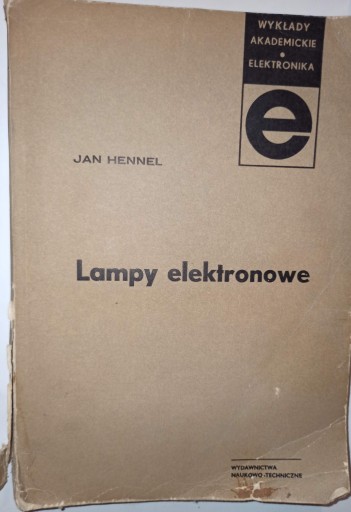 WYKŁADY
AKADEMICKIE
•
ELEKTRONIKA
e
JAN HENNEL
Lampy elektronowe
WYDAWNICTWA
NAUKOWO-TECHNICZNE